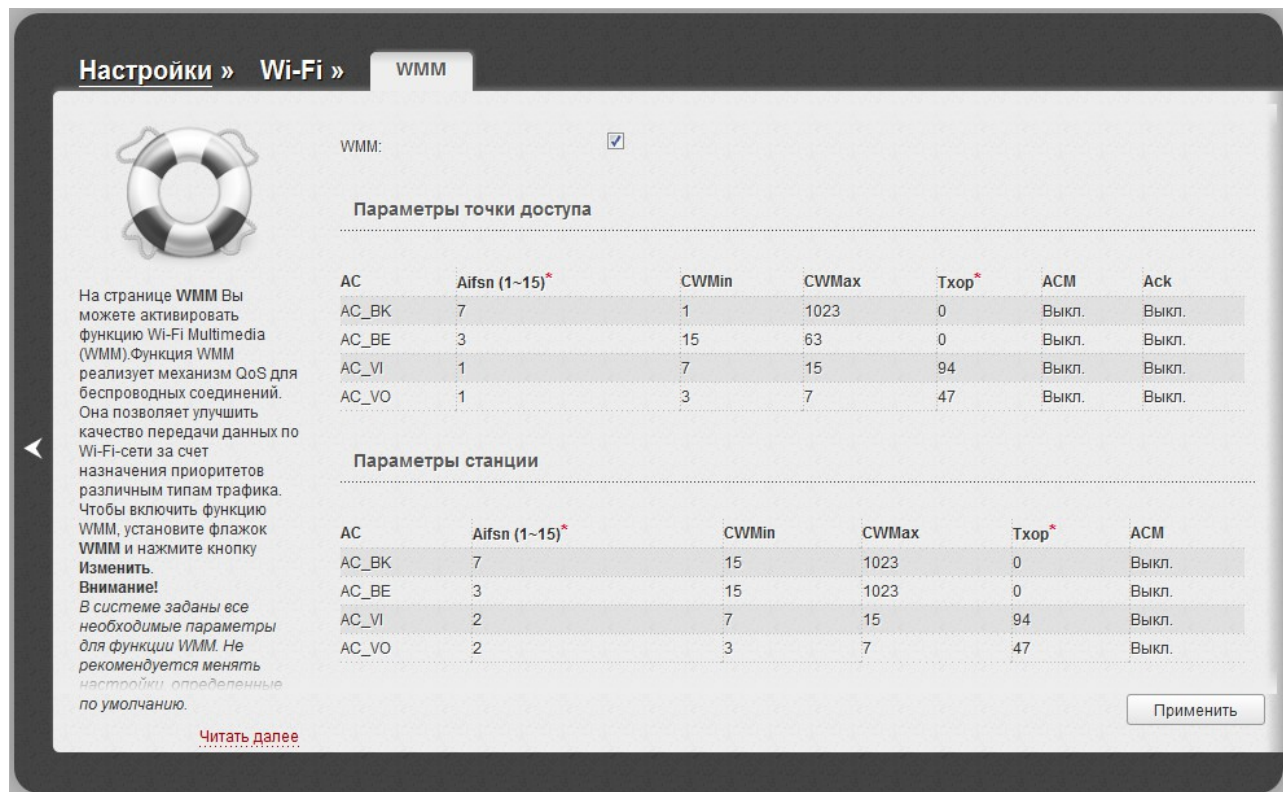 Настройки » Wi-Fi » WMM
WMM:
На странице WMM Вы
можете активировать
функцию Wi-Fi Multimedia
(WMM).Функция WMM
реализует механизм QoS для
беспроводных соединений.
Она позволяет улучшить
качество передачи данных по
Wi-Fi-сети за счет
назначения приоритетов
различным типам трафика.
Чтобы включить функцию
WMM, установите флажок
WMM и нажмите кнопку
Изменить.
Внимание!
В системе заданы все
необходимые параметры
для функции WMM. Не
рекомендуется менять
настройки, определенные
по умолчанию.
Читать далее
Параметры точки доступа
AC Aifsn (1~15)* CWMin CWMax Txop* ACM Ack
AC_BK 7 1 1023 0 Выкл. Выкл.
AC_BE 3 15 63 0 Выкл. Выкл.
AC_VI 1 7 15 94 Выкл. Выкл.
AC_VO 1 3 7 47 Выкл. Выкл.
Параметры станции
AC Aifsn (1~15)* CWMin CWMax Txop* ACM
AC_BK 7 15 1023 0 Выкл.
AC_BE 3 15 1023 0 Выкл.
AC_VI 2 7 15 94 Выкл.
AC_VO 2 3 7 47 Выкл.
Применить